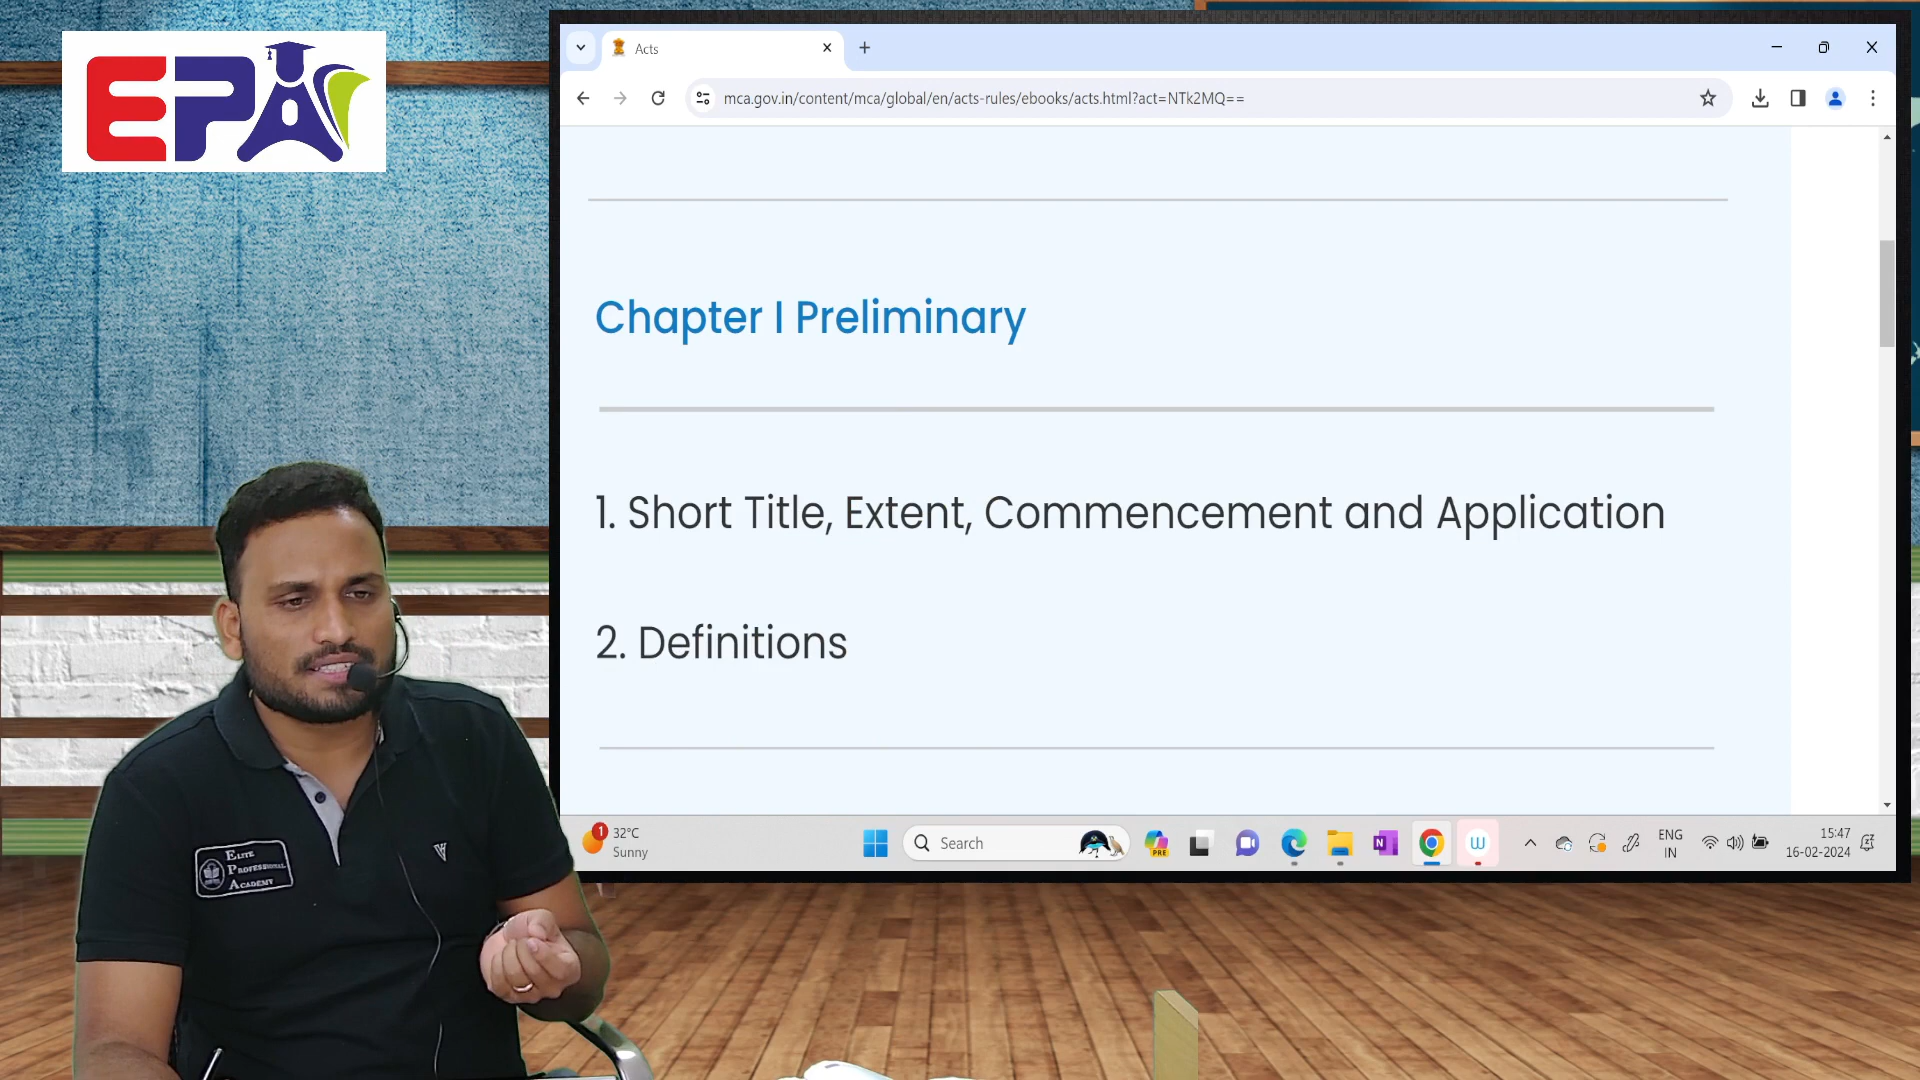 EPA
Acts
mca.gov.in/content/mca/global/en/acts-rules/ebooks/acts.html?act=NTk2MQ==
Chapter I Preliminary
1. Short Title, Extent, Commencement and Application
2. Definitions
ELITE
PROFESSIONAL
ACADEMY
1
32°C
Sunny
Search
PRE
N
W
ENG
IN
15:47
16-02-2024